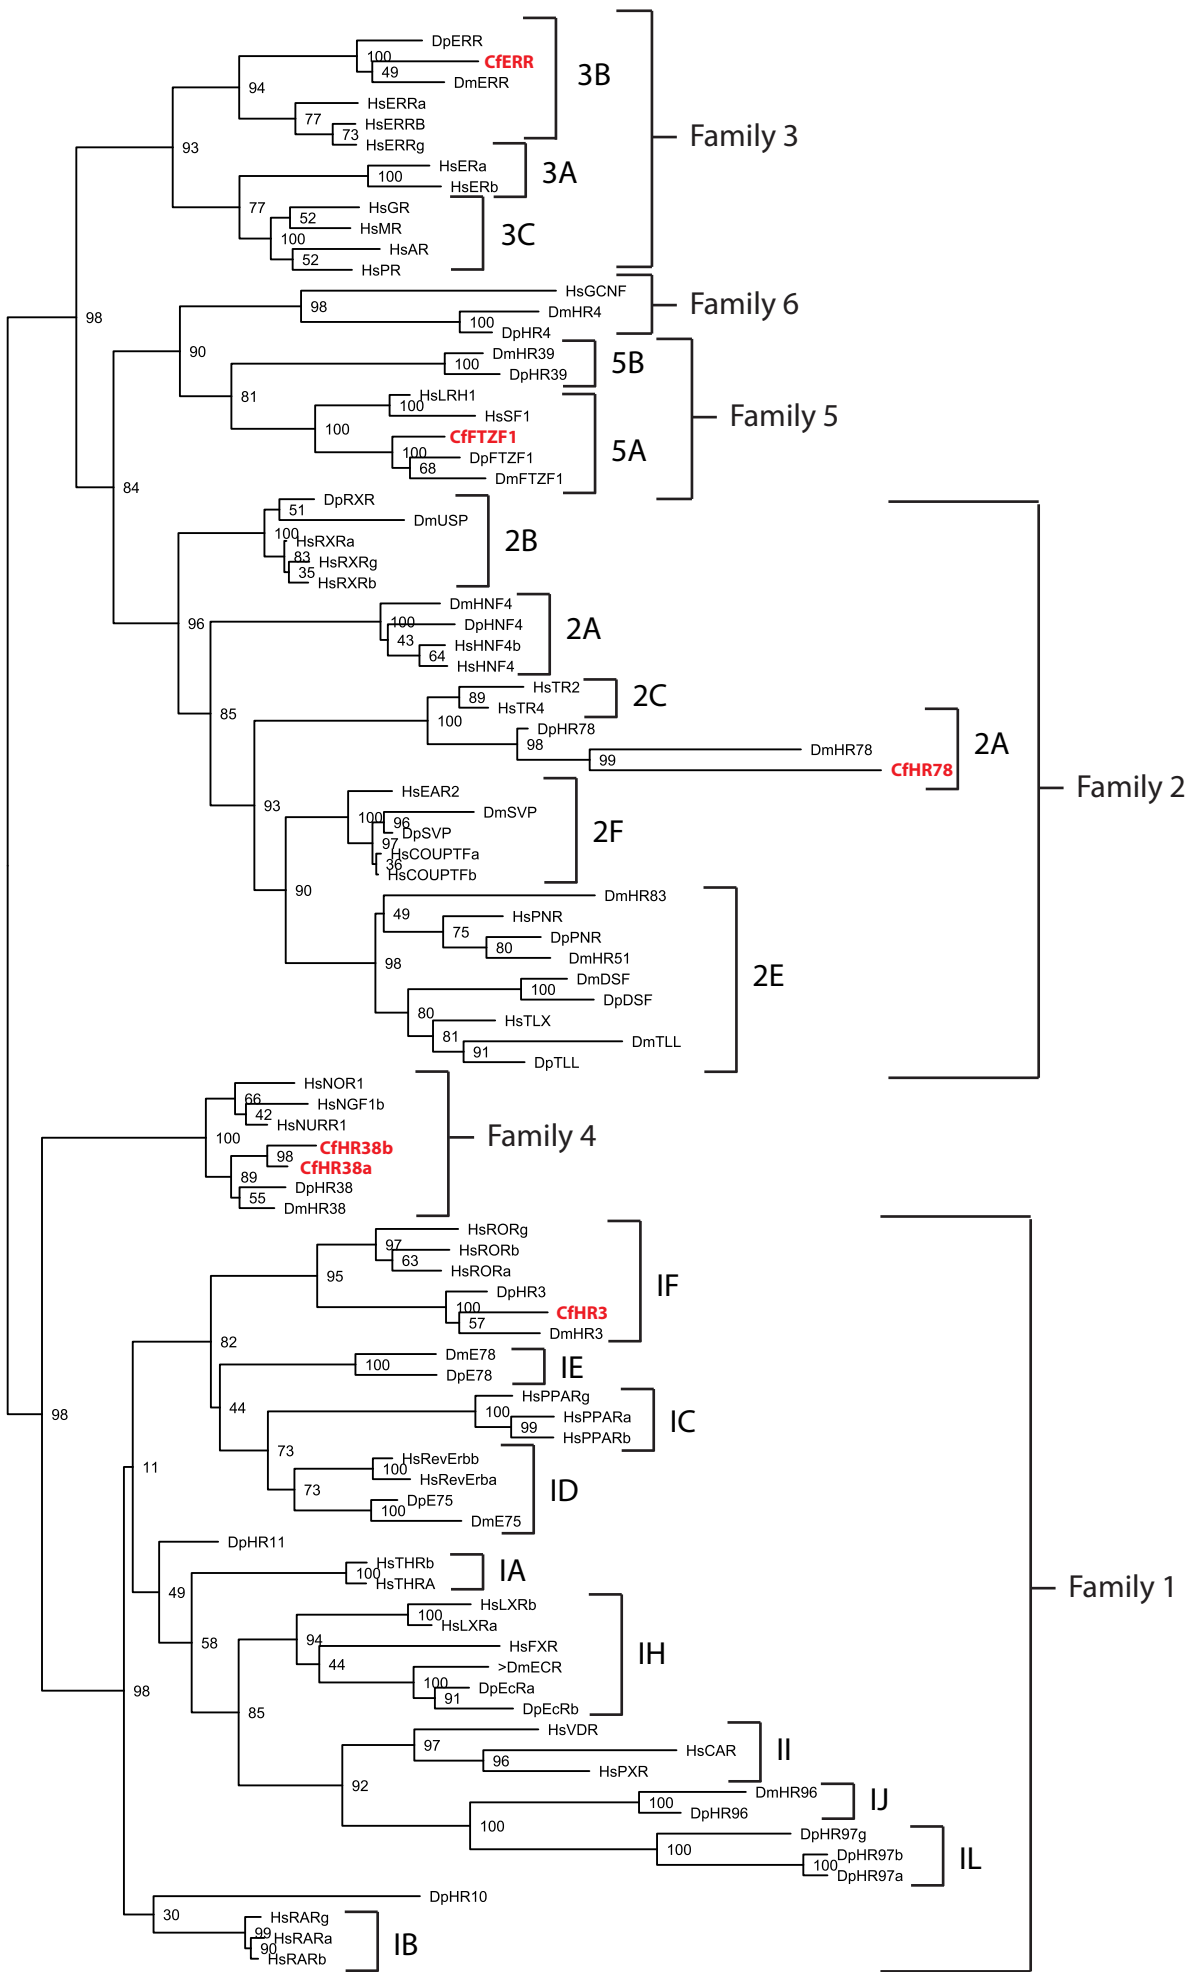 DpERR
100
CfERR
49
DmERR
3B
94
HsERRa
77
HsERRB
73
HsERRg
Family 3
93
HsERa
100
HsERb
3A
77
HsGR
52
HsMR
100
HsAR
52
HsPR
3C
98
HsGCNF
98
DmHR4
100
DpHR4
Family 6
90
DmHR39
100
DpHR39
5B
81
HsLRH1
100
HsSF1
100
CfFTZF1
100
DpFTZF1
68
DmFTZF1
5A
Family 5
84
DpRXR
51
DmUSP
100
HsRXRa
83
HsRXRg
35
HsRXRb
2B
96
DmHNF4
100
DpHNF4
43
HsHNF4b
64
HsHNF4
2A
85
HsTR2
89
HsTR4
2C
100
DpHR78
98
DmHR78
99
CfHR78
2A
Family 2
93
HsEAR2
100
DmSVP
96
DpSVP
97
HsCOUPTFa
36
HsCOUPTFb
2F
90
DmHR83
49
HsPNR
75
DpPNR
80
DmHR51
98
2E
DmDSF
100
DpDSF
80
HsTLX
81
DmTLL
91
DpTLL
HsNOR1
66
HsNGF1b
42
HsNURR1
100
Family 4
CfHR38b
98
CfHR38a
89
DpHR38
55
DmHR38
HsRORg
97
HsRORb
63
HsRORa
95
IF
DpHR3
100
CfHR3
57
DmHR3
82
DmE78
100
DpE78
IE
44
HsPPARg
100
HsPPARa
99
HsPPARb
IC
73
HsRevErbb
100
HsRevErba
73
DpE75
100
DmE75
ID
98
11
DpHR11
49
HsTHRb
100
HsTHRA
IA
Family 1
58
HsLXRb
100
HsLXRa
94
HsFXR
44
>DmECR
100
DpEcRa
91
DpEcRb
IH
98
85
HsVDR
97
HsCAR
96
HsPXR
II
92
DmHR96
100
DpHR96
IJ
100
DpHR97g
100
DpHR97b
100
DpHR97a
IL
DpHR10
30
HsRARg
99
HsRARa
90
HsRARb
IB